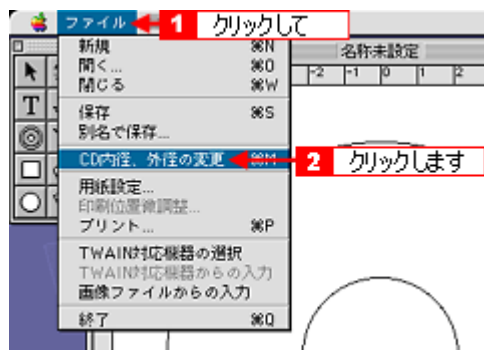 ファイル 1 クリックして
新規 ⌘N
名称未設定
開く... ⌘O
-2 -1 0 1 2
閉じる ⌘W
T
保存 ⌘S
別名で保存...
CD内径、外径の変更 ⌘M 2 クリックします
用紙設定...
印刷位置微調整...
プリント... ⌘P
TWAIN対応機器の選択
TWAIN対応機器からの入力
画像ファイルからの入力
終了 ⌘Q